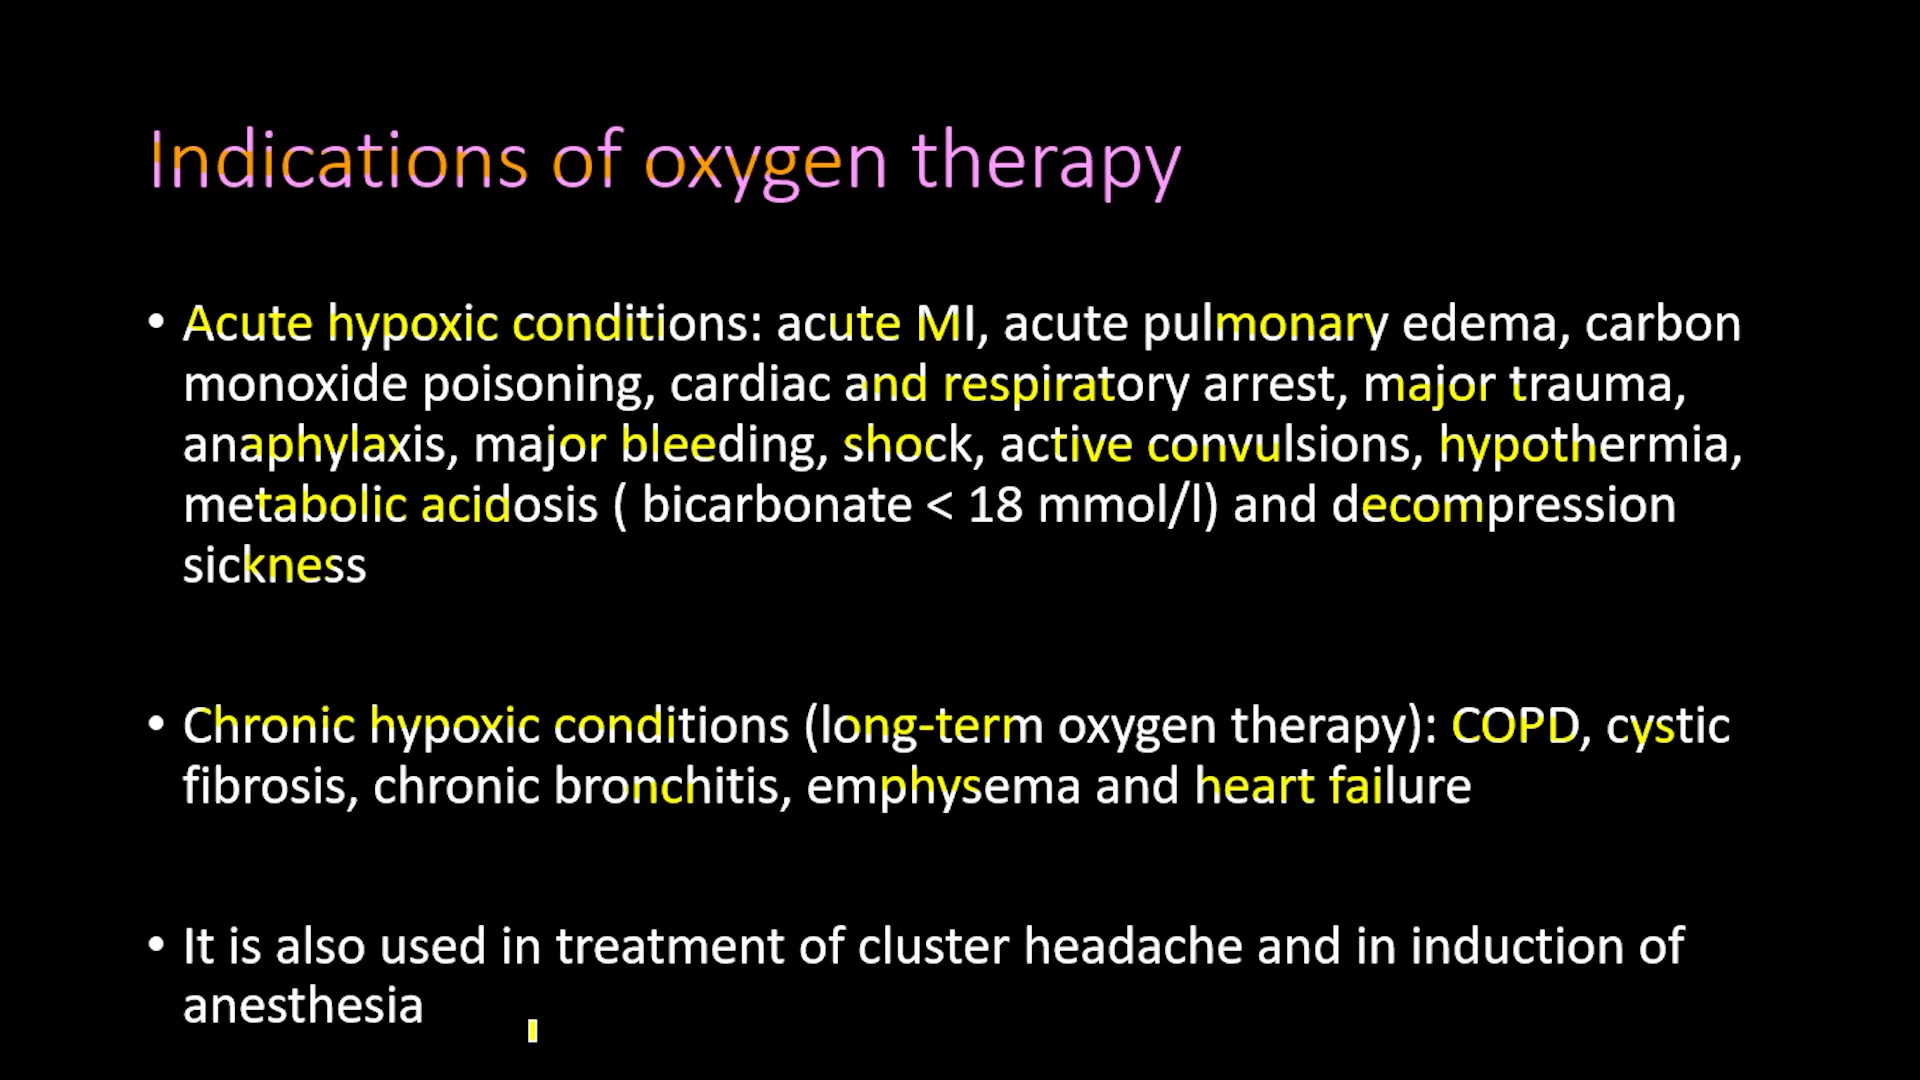 Indications of oxygen therapy
• Acute hypoxic conditions: acute MI, acute pulmonary edema, carbon
monoxide poisoning, cardiac and respiratory arrest, major trauma,
anaphylaxis, major bleeding, shock, active convulsions, hypothermia,
metabolic acidosis ( bicarbonate < 18 mmol/l) and decompression
sickness
• Chronic hypoxic conditions (long-term oxygen therapy): COPD, cystic
fibrosis, chronic bronchitis, emphysema and heart failure
• It is also used in treatment of cluster headache and in induction of
anesthesia